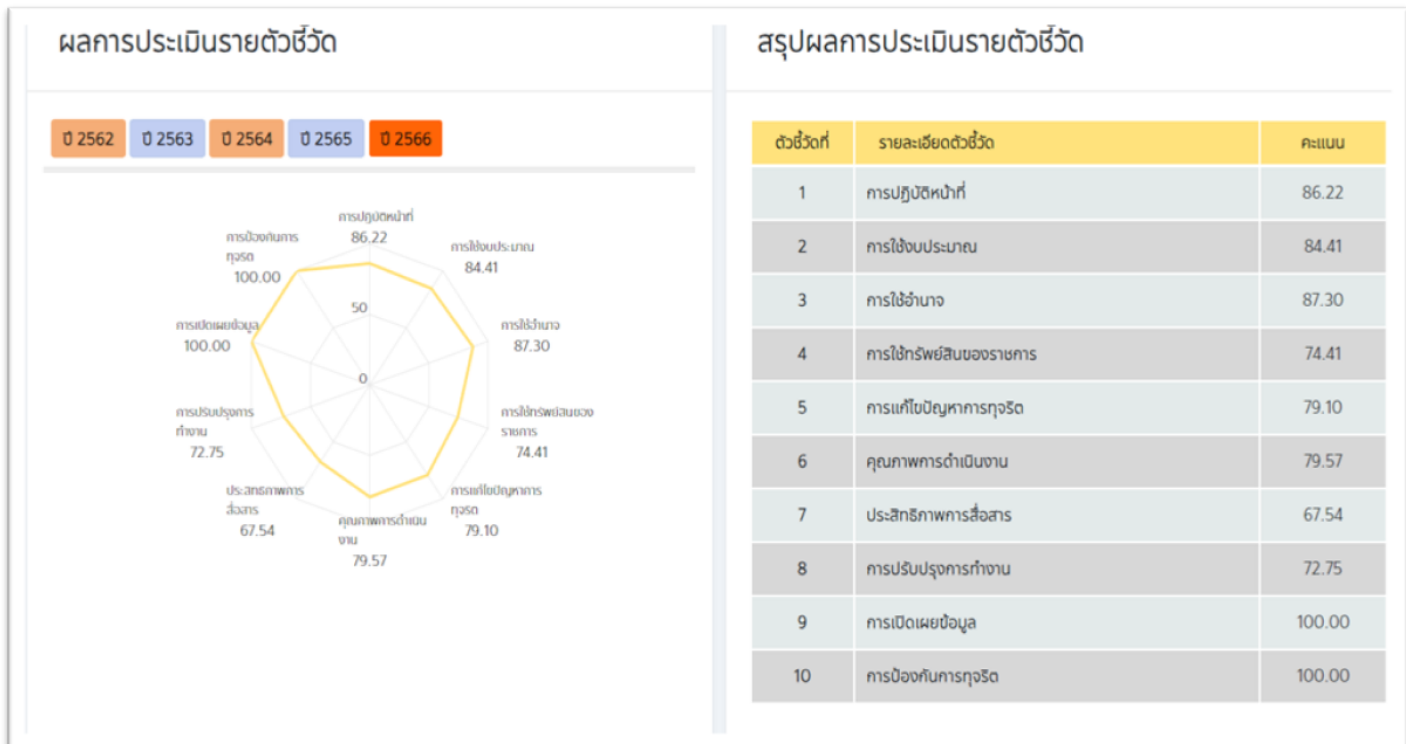 ผลการประเมินรายตัวชี้วัด
ปี 2562 ปี 2563 ปี 2564 ปี 2565 ปี 2566
การปฏิบัติหน้าที่
86.22
การใช้งบประมาณ
84.41
การใช้อำนาจ
87.30
การใช้ทรัพย์สินของ
ราชการ
74.41
การแก้ไขปัญหาการ
ทุจริต
79.10
คุณภาพการดำเนิน
งาน
79.57
ประสิทธิภาพการ
สื่อสาร
67.54
การปรับปรุงการ
ทำงาน
72.75
การเปิดเผยข้อมูล
100.00
การป้องกันการ
ทุจริต
100.00
50
0
สรุปผลการประเมินรายตัวชี้วัด
ตัวชี้วัดที่ รายละเอียดตัวชี้วัด คะแนน
1 การปฏิบัติหน้าที่ 86.22
2 การใช้งบประมาณ 84.41
3 การใช้อำนาจ 87.30
4 การใช้ทรัพย์สินของราชการ 74.41
5 การแก้ไขปัญหาการทุจริต 79.10
6 คุณภาพการดำเนินงาน 79.57
7 ประสิทธิภาพการสื่อสาร 67.54
8 การปรับปรุงการทำงาน 72.75
9 การเปิดเผยข้อมูล 100.00
10 การป้องกันการทุจริต 100.00